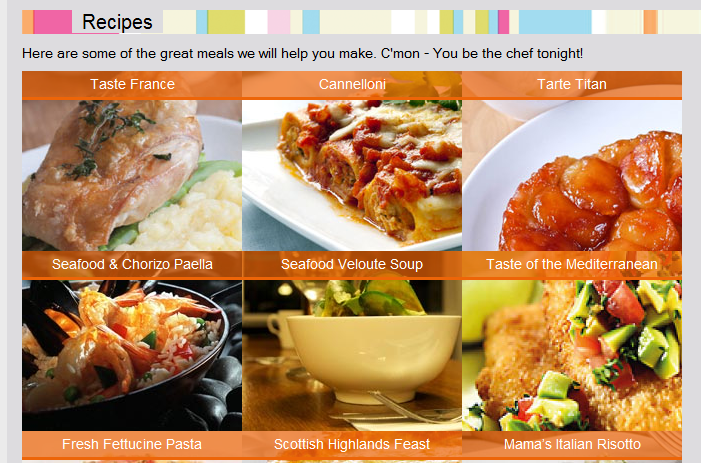 Recipes
Here are some of the great meals we will help you make. C'mon - You be the chef tonight!
Taste France
Cannelloni
Tarte Titan
Seafood & Chorizo Paella
Seafood Veloute Soup
Taste of the Mediterranean
Fresh Fettucine Pasta
Scottish Highlands Feast
Mama's Italian Risotto